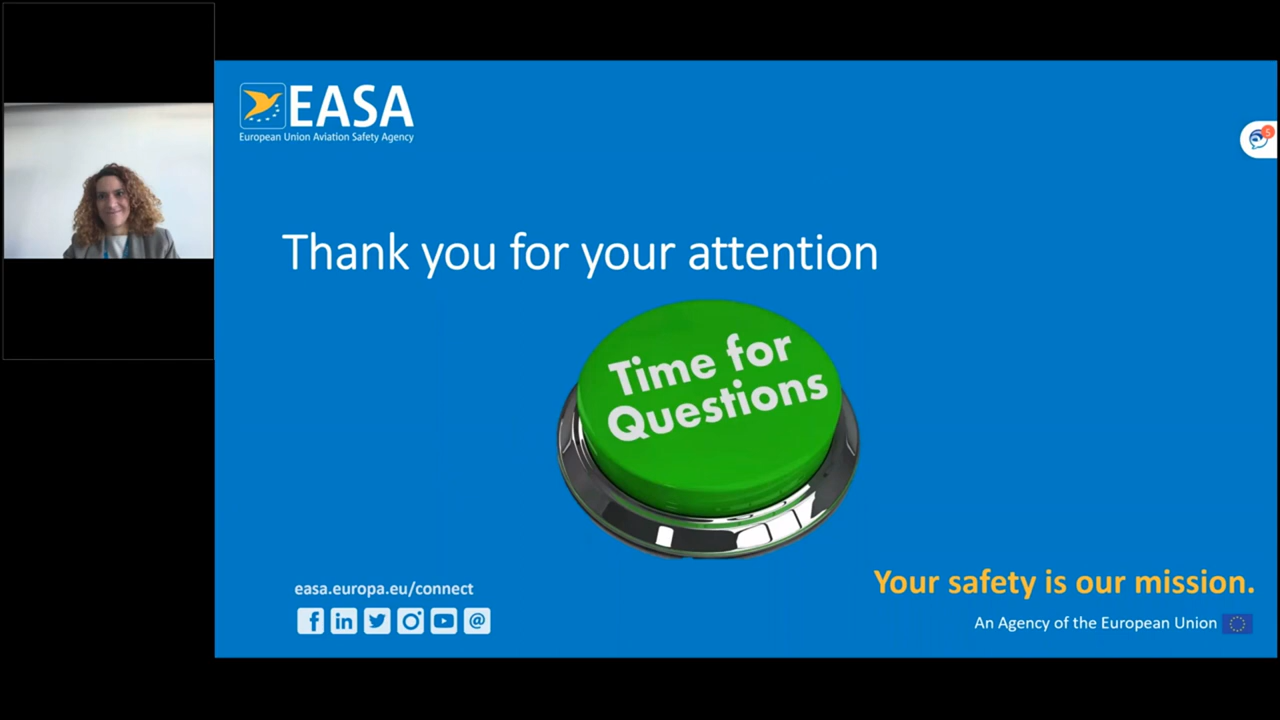 EASA
European Union Aviation Safety Agency
5
Thank you for your attention
Time for
Questions
easa.europa.eu/connect
Your safety is our mission.
An Agency of the European Union